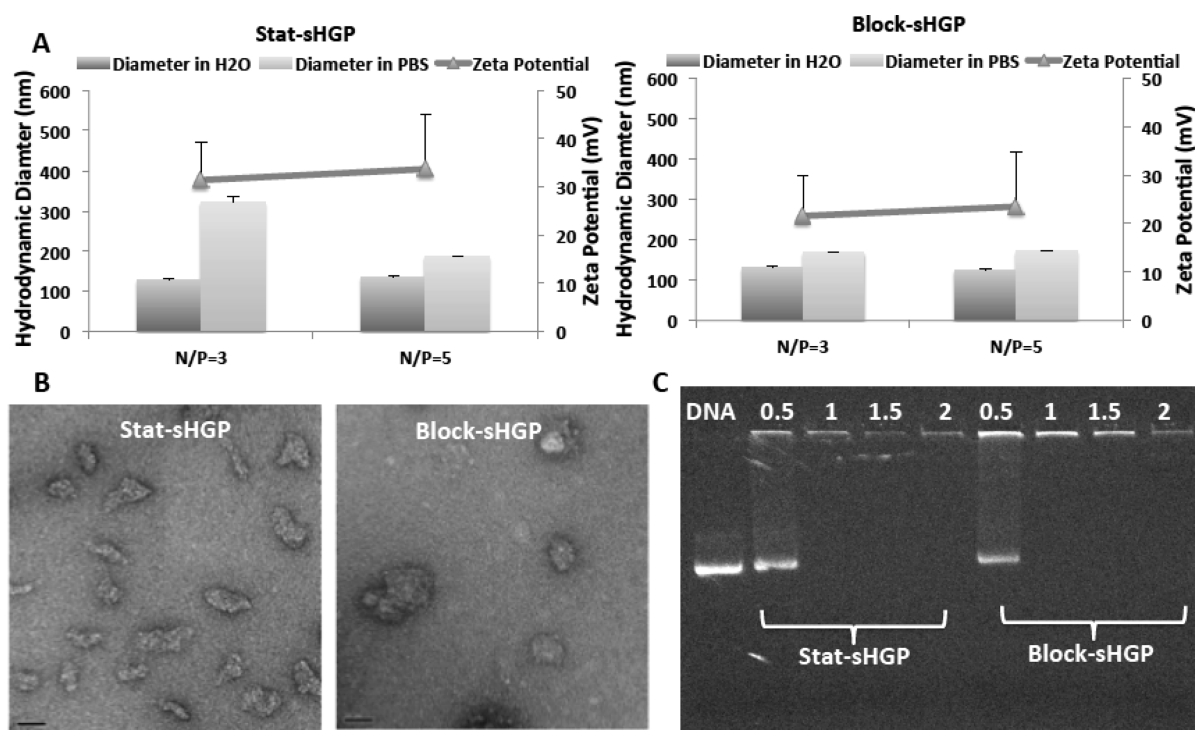 A
Stat-sHGP
Diameter in H2O Diameter in PBS Zeta Potential
Hydrodynamic Diamter (nm)
600
500
400
300
200
100
0
50
40
30
20
10
0
Zeta Potential (mV)
N/P=3 N/P=5
Block-sHGP
Diameter in H2O Diameter in PBS Zeta Potential
Hydrodynamic Diameter (nm)
600
500
400
300
200
100
0
50
40
30
20
10
0
Zeta Potential (mV)
N/P=3 N/P=5
B
Stat-sHGP
Block-sHGP
C
DNA 0.5 1 1.5 2 0.5 1 1.5 2
Stat-sHGP
Block-sHGP